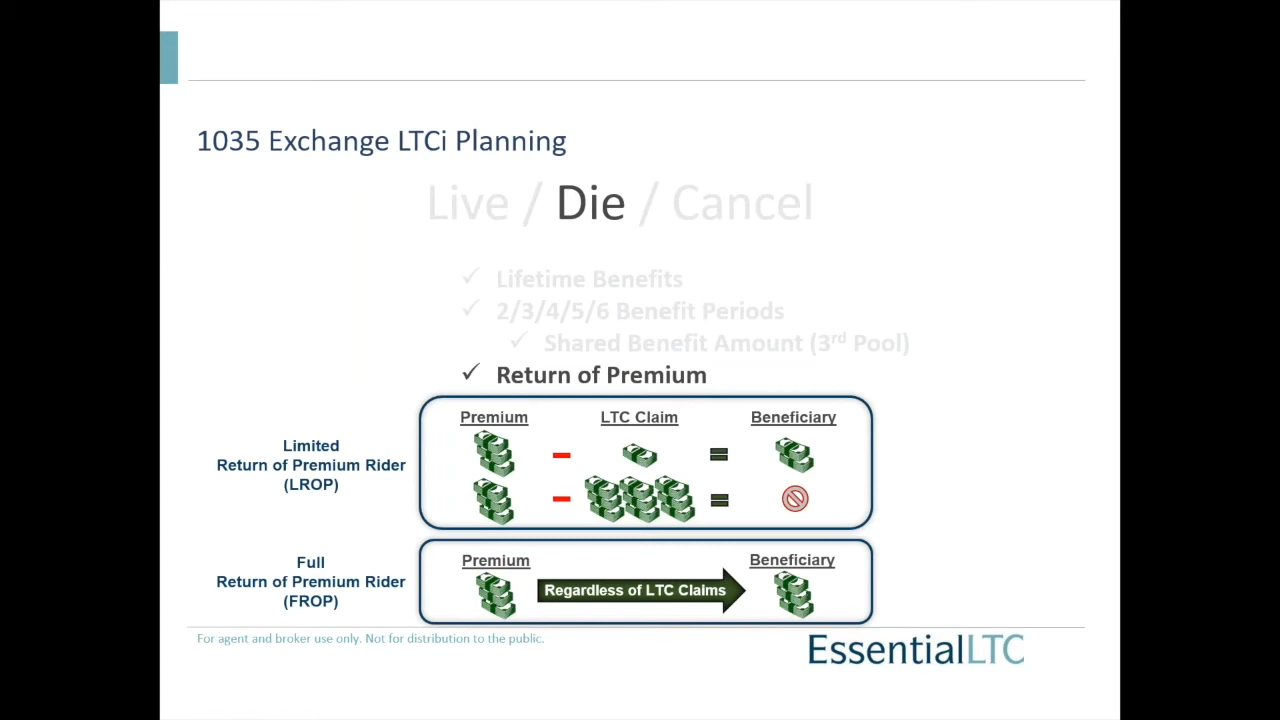 1035 Exchange LTCi Planning
Live / Die / Cancel
✓ Lifetime Benefits
✓ 2/3/4/5/6 Benefit Periods
✓ Shared Benefit Amount (3rd Pool)
✓ Return of Premium
Limited
Return of Premium Rider
(LROP)
Premium LTC Claim Beneficiary
Full
Return of Premium Rider
(FROP)
Premium Beneficiary
Regardless of LTC Claims
For agent and broker use only. Not for distribution to the public.
EssentialLTC